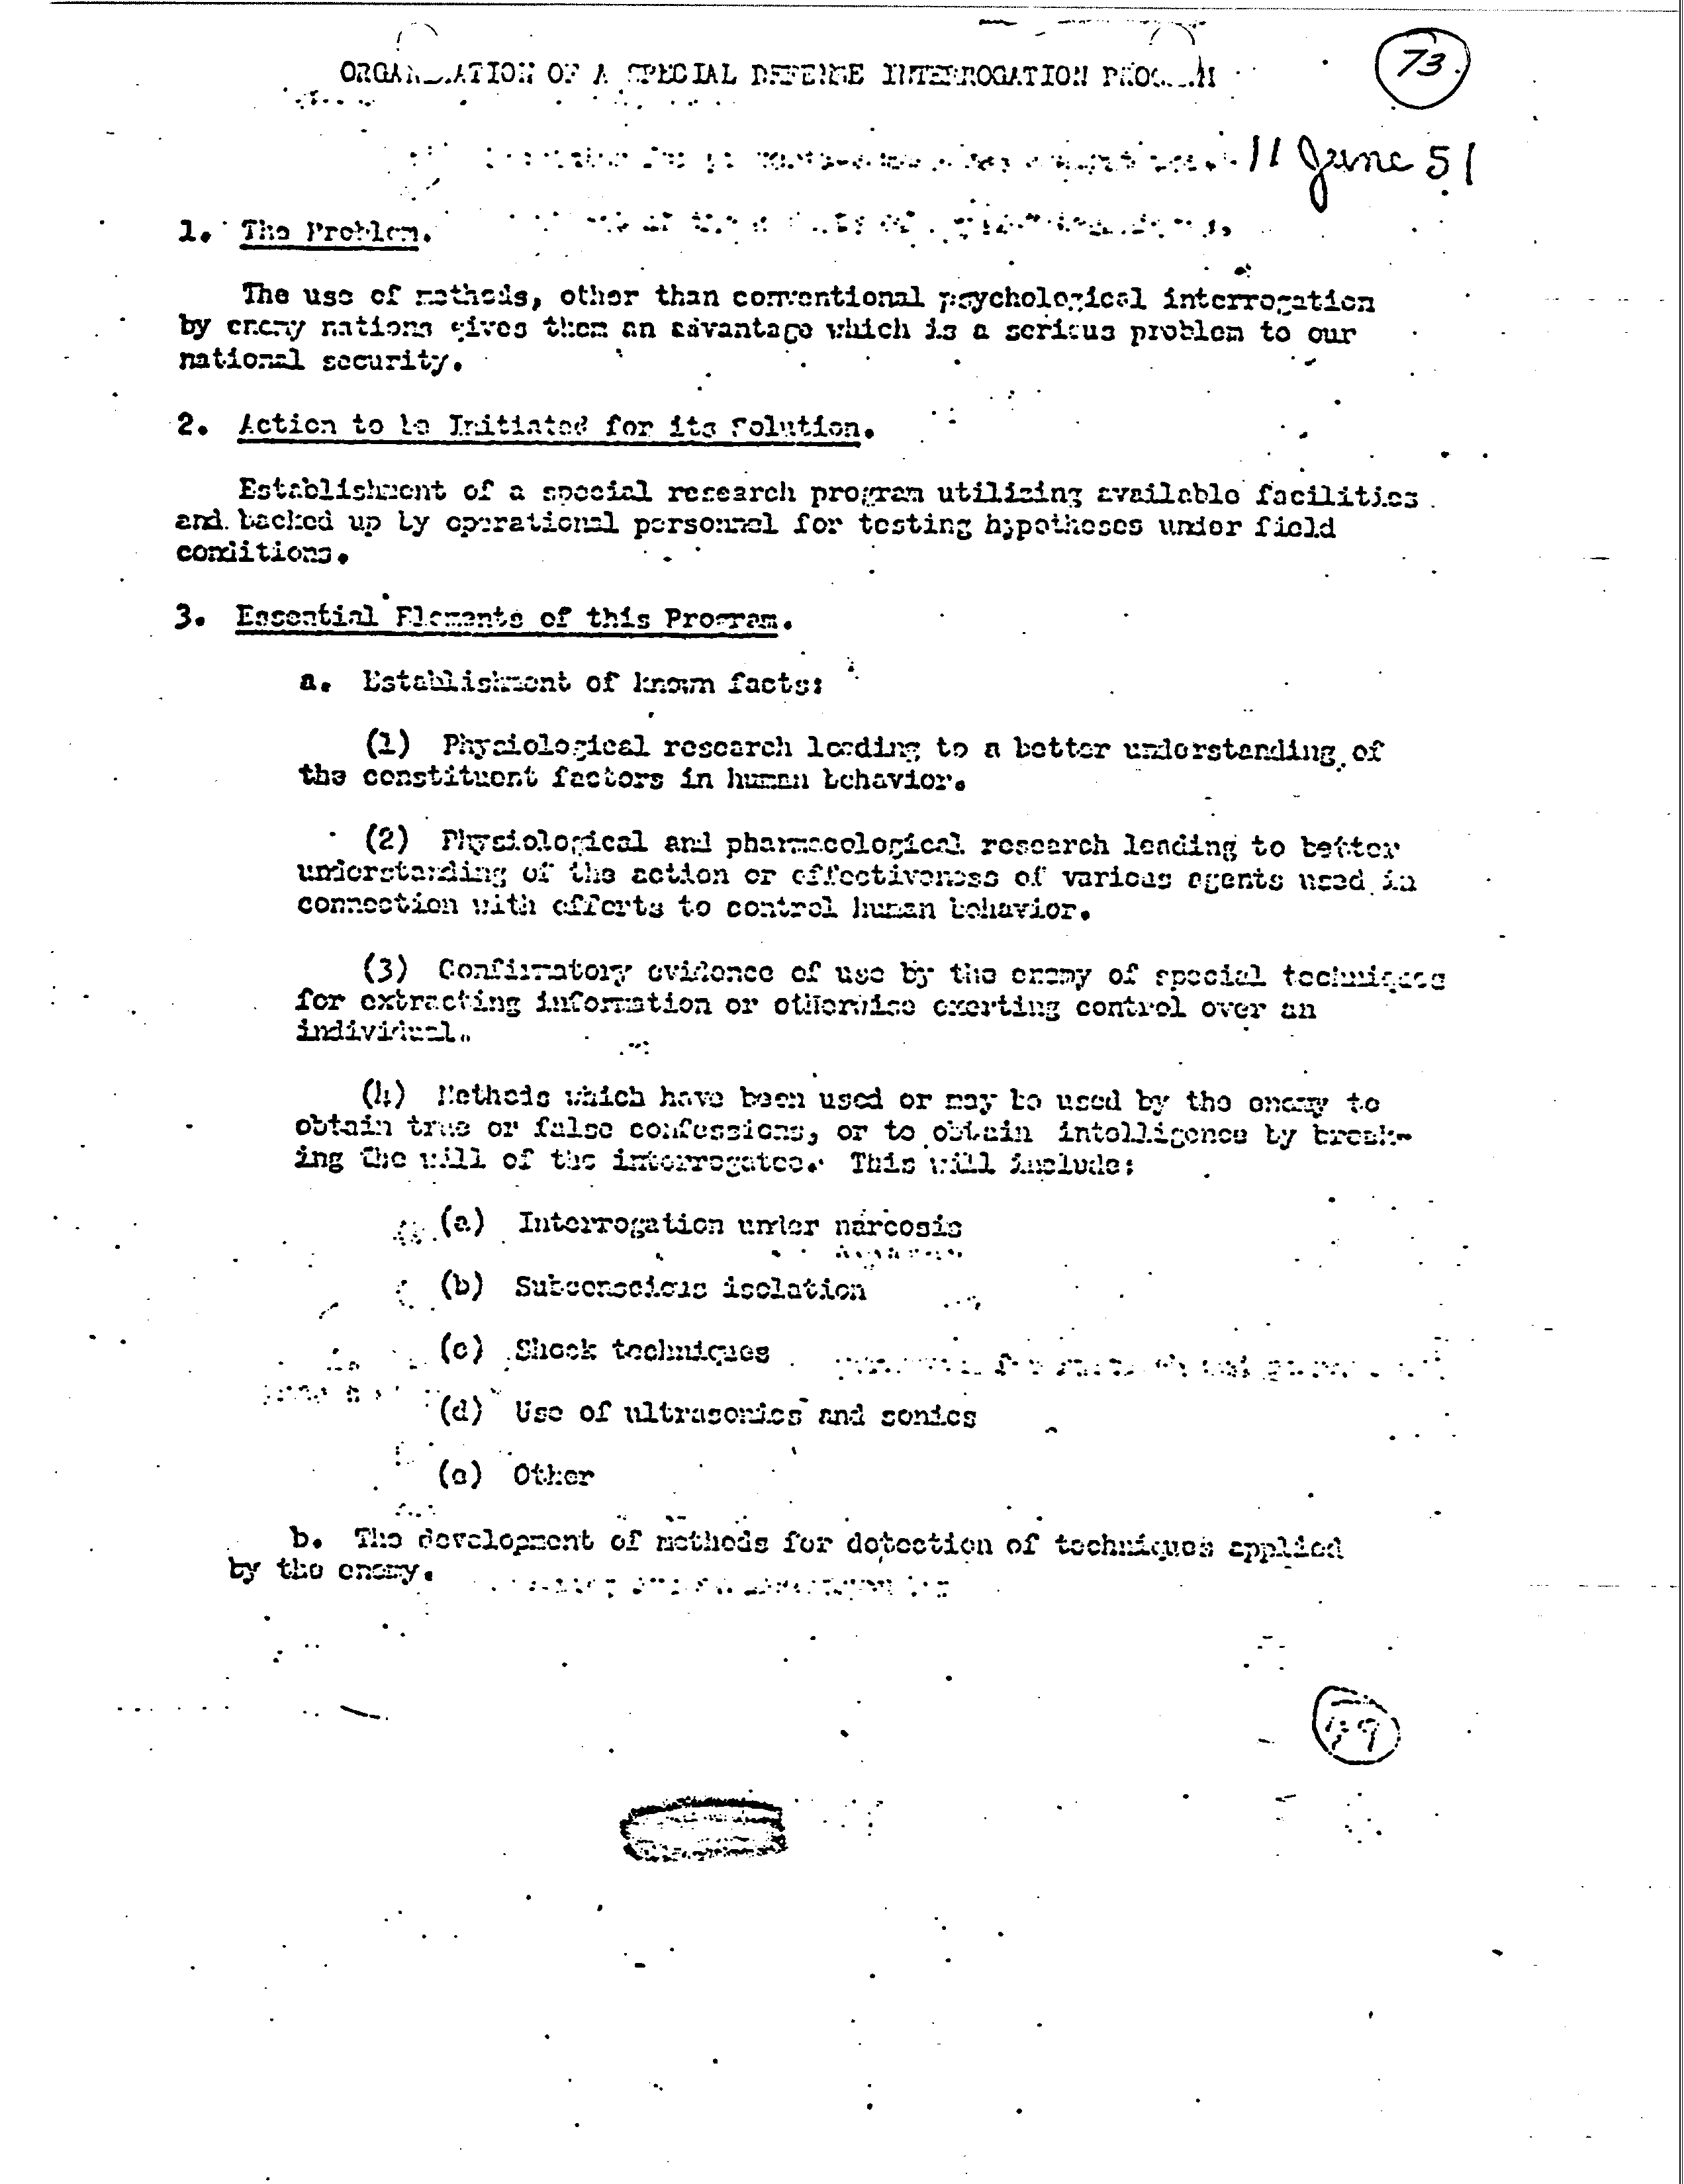 ORGANIZATION OF A SPECIAL DEFENSE INTERROGATION PROGRAM
73
11 June 51
1. The Problem.
The use of methods, other than conventional psychological interrogation
by enemy nations gives them an advantage which is a serious problem to our
national security.
2. Action to be Initiated for its Solution.
Establishment of a special research program utilizing available facilities
and backed up by operational personnel for testing hypotheses under field
conditions.
3. Essential Elements of this Program.
a. Establishment of known facts:
(1) Physiological research leading to a better understanding of
the constituent factors in human behavior.
(2) Physiological and pharmacological research leading to better
understanding of the action or effectiveness of various agents used in
connection with efforts to control human behavior.
(3) Confirmatory evidence of use by the enemy of special techniques
for extracting information or otherwise exerting control over an
individual.
(4) Methods which have been used or may be used by the enemy to
obtain true or false confessions, or to obtain intelligence by break-
ing the will of the interrogatee. This will include:
(a) Interrogation under narcosis
(b) Subconscious isolation
(c) Shock techniques
(d) Use of ultrasonics and sonics
(e) Other
b. The development of methods for detection of techniques applied
by the enemy.